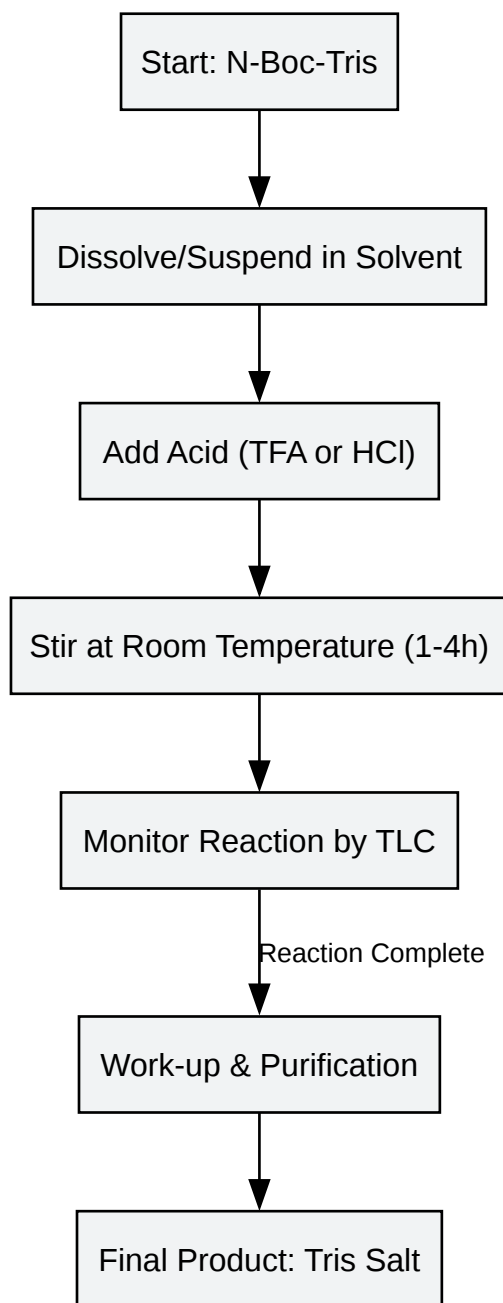 Start: N-Boc-Tris
Dissolve/Suspend in Solvent
Add Acid (TFA or HCl)
Stir at Room Temperature (1-4h)
Monitor Reaction by TLC
Reaction Complete
Work-up & Purification
Final Product: Tris Salt